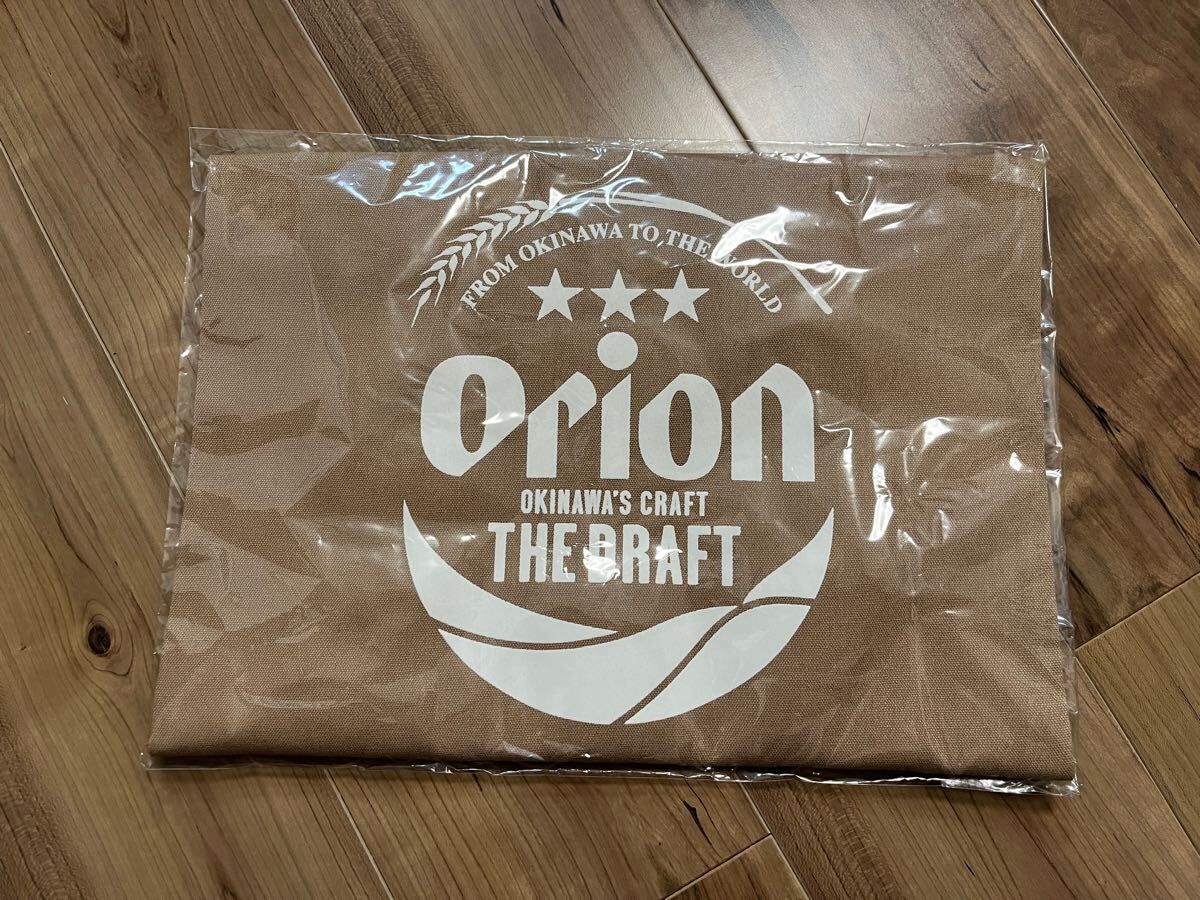 FROM OKINAWA TO THE WORLD
Orion
OKINAWA'S CRAFT
THE DRAFT